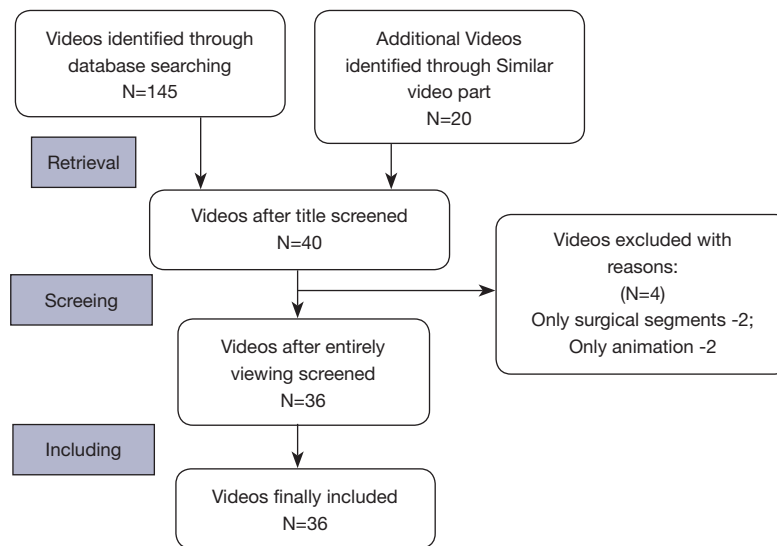 Videos identified through
database searching
N=145
Additional Videos
identified through Similar
video part
N=20
Retrieval
Videos after title screened
N=40
Videos excluded with
reasons:
(N=4)
Only surgical segments -2;
Only animation -2
Screeing
Videos after entirely
viewing screened
N=36
Including
Videos finally included
N=36